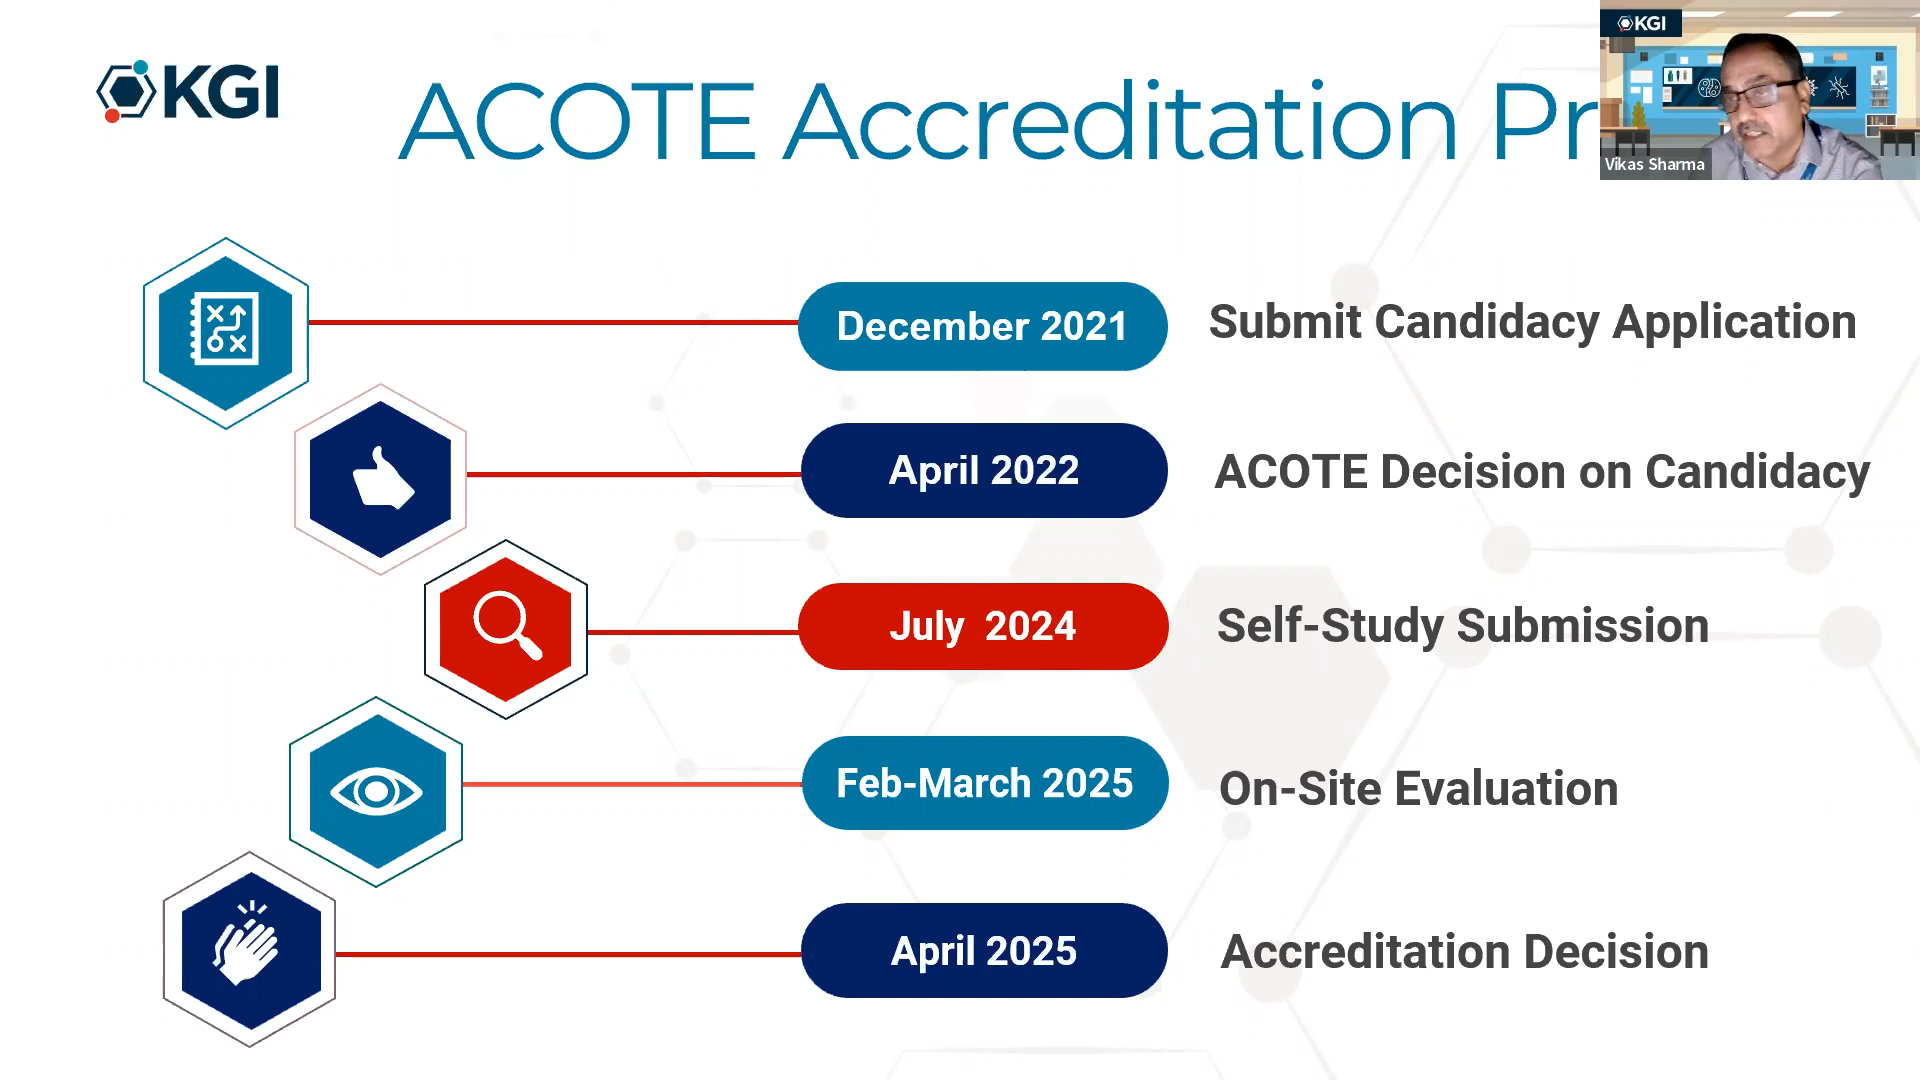 KGI
ACOTE Accreditation Pr
KGI
Vikas Sharma
December 2021
Submit Candidacy Application
April 2022
ACOTE Decision on Candidacy
July 2024
Self-Study Submission
Feb-March 2025
On-Site Evaluation
April 2025
Accreditation Decision